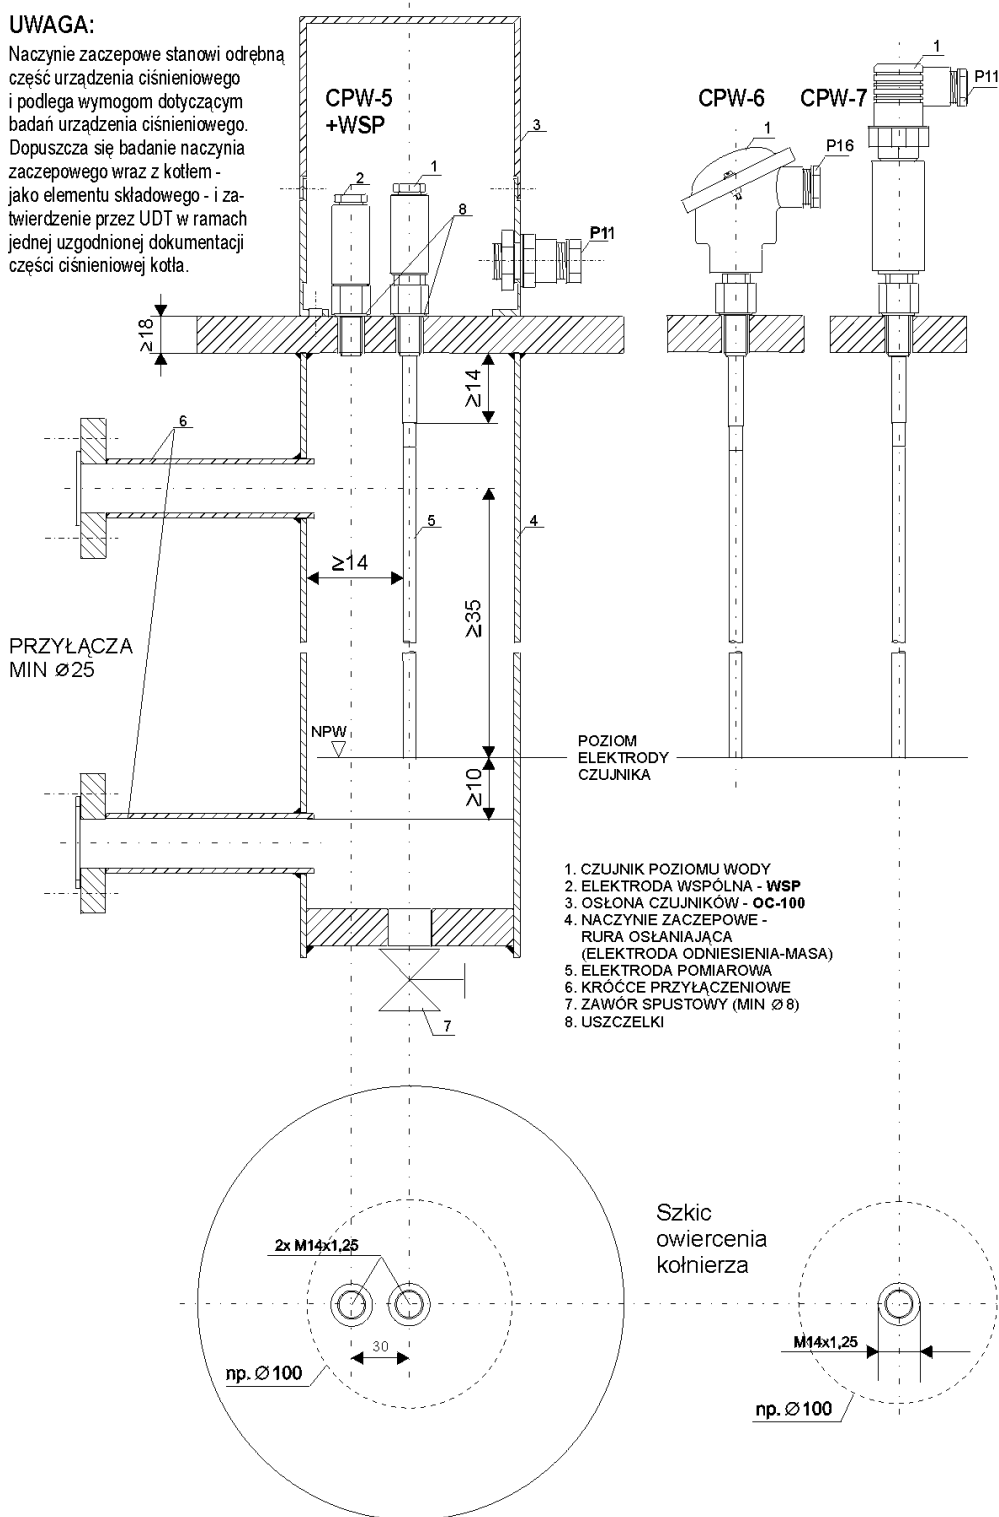 UWAGA:
Naczynie zaczepowe stanowi odrębną
część urządzenia ciśnieniowego
i podlega wymogom dotyczącym
badań urządzenia ciśnieniowego.
Dopuszcza się badanie naczynia
zaczepowego wraz z kotłem -
jako elementu składowego - i za-
twierdzenie przez UDT w ramach
jednej uzgodnionej dokumentacji
części ciśnieniowej kotła.
CPW-5
+WSP
CPW-6
CPW-7
1
P11
3
1
P16
2
1
8
P11
≥18
≥14
6
5
4
≥14
≥35
PRZYŁĄCZA
MIN Ø25
NPW
POZIOM
ELEKTRODY
CZUJNIKA
≥10
1. CZUJNIK POZIOMU WODY
2. ELEKTRODA WSPÓLNA - WSP
3. OSŁONA CZUJNIKÓW - OC-100
4. NACZYNIE ZACZEPOWE -
RURA OSŁANIAJĄCA
(ELEKTRODA ODNIESIENIA-MASA)
5. ELEKTRODA POMIAROWA
6. KRÓĆCE PRZYŁĄCZENIOWE
7. ZAWÓR SPUSTOWY (MIN Ø 8)
8. USZCZELKI
7
2x M14x1,25
30
np. Ø100
Szkic
owiercenia
kołnierza
M14x1,25
np. Ø100